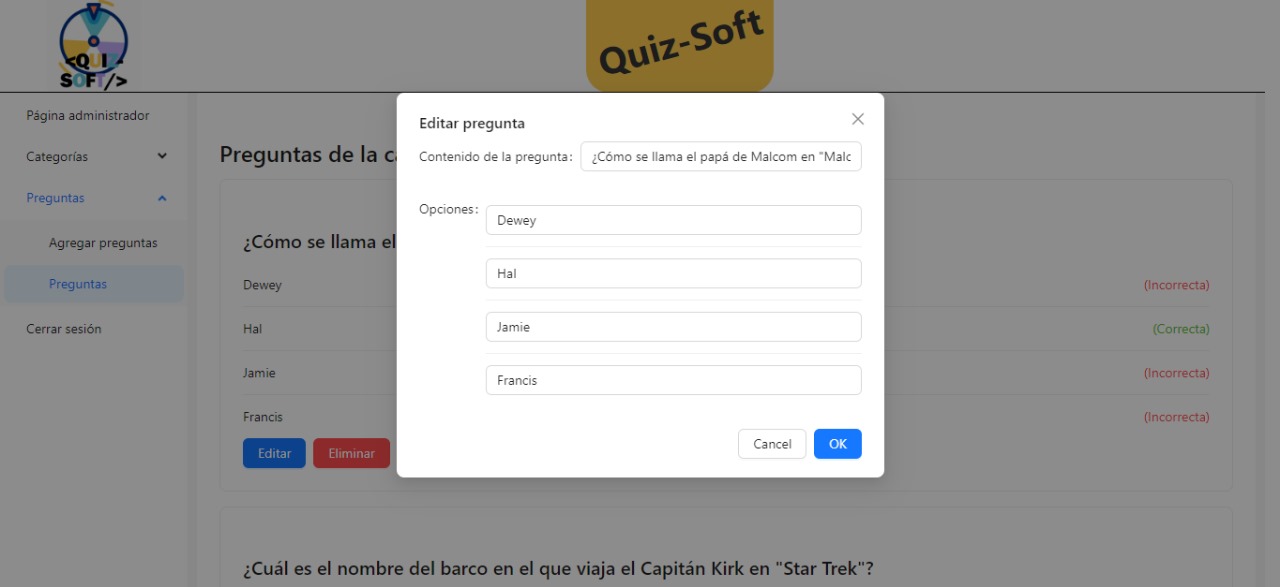 <QUIZ-
SOFT/>
Quiz-Soft
Página administrador
Categorías
Preguntas
Agregar preguntas
Preguntas
Cerrar sesión
Preguntas de la
¿Cómo se llama el
Dewey (Incorrecta)
Hal (Correcta)
Jamie (Incorrecta)
Francis (Incorrecta)
Editar Eliminar
¿Cuál es el nombre del barco en el que viaja el Capitán Kirk en "Star Trek"?
Editar pregunta
Contenido de la pregunta: ¿Cómo se llama el papá de Malcom en "Malc
Opciones: Dewey
Hal
Jamie
Francis
Cancel OK